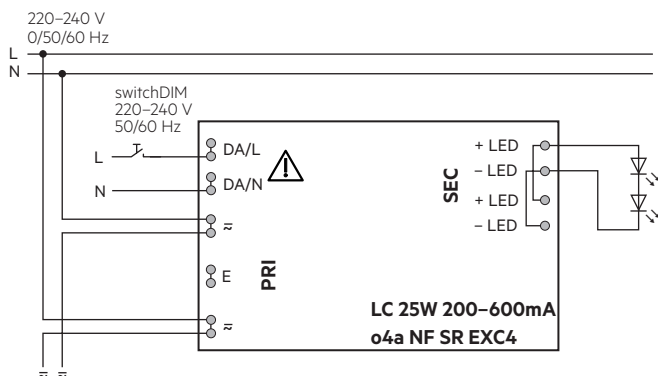 220–240 V
0/50/60 Hz
L
N
switchDIM
220–240 V
50/60 Hz
L
DA/L
N
DA/N
≂
E
≂
PRI
SEC
+ LED
– LED
+ LED
– LED
LC 25W 200–600mA
o4a NF SR EXC4
≂ ≂